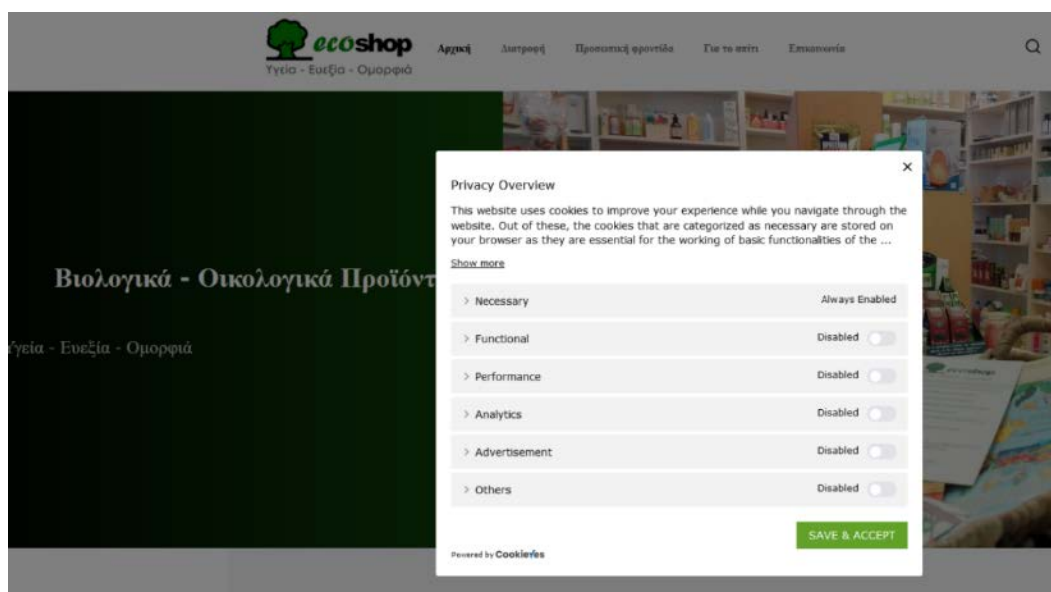 ecoshop
Υγεία - Ευεξία - Ομορφιά
Αρχική Διατροφή Προσωπική φροντίδα Για το σπίτι Επικοινωνία
Βιολογικά - Οικολογικά Προϊόντ
Υγεία - Ευεξία - Ομορφιά
Privacy Overview
This website uses cookies to improve your experience while you navigate through the
website. Out of these, the cookies that are categorized as necessary are stored on
your browser as they are essential for the working of basic functionalities of the ...
Show more
Necessary Always Enabled
Functional Disabled
Performance Disabled
Analytics Disabled
Advertisement Disabled
Others Disabled
SAVE & ACCEPT
Powered by CookieYes
ecoshop